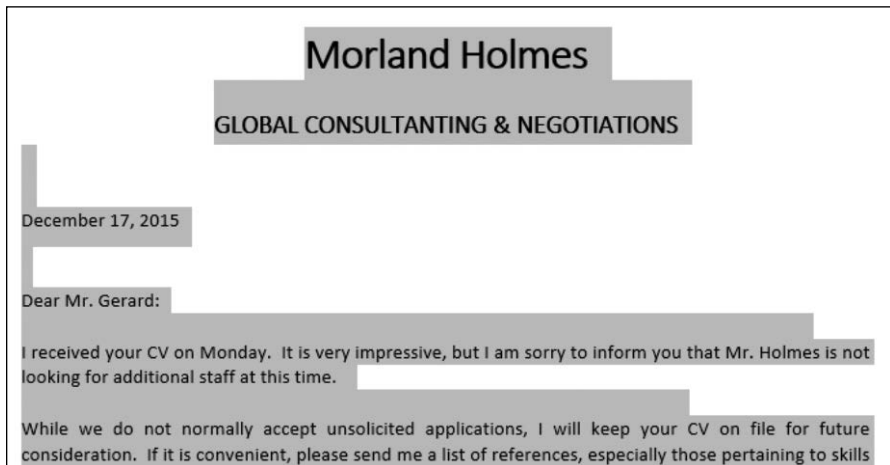 Morland Holmes
GLOBAL CONSULTANTING & NEGOTIATIONS
December 17, 2015
Dear Mr. Gerard:
I received your CV on Monday.  It is very impressive, but I am sorry to inform you that Mr. Holmes is not
looking for additional staff at this time.
While we do not normally accept unsolicited applications, I will keep your CV on file for future
consideration.  If it is convenient, please send me a list of references, especially those pertaining to skills